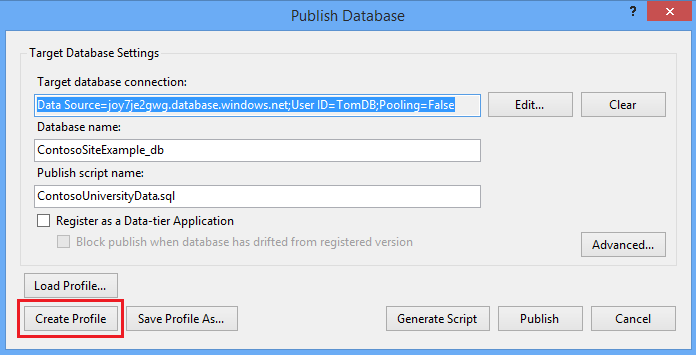 Publish Database
?
Target Database Settings
Target database connection:
Data Source=joy7je2gwg.database.windows.net;User ID=TomDB;Pooling=False
Edit...
Clear
Database name:
ContosoSiteExample_db
Publish script name:
ContosoUniversityData.sql
Register as a Data-tier Application
Block publish when database has drifted from registered version
Advanced...
Load Profile...
Create Profile
Save Profile As...
Generate Script
Publish
Cancel